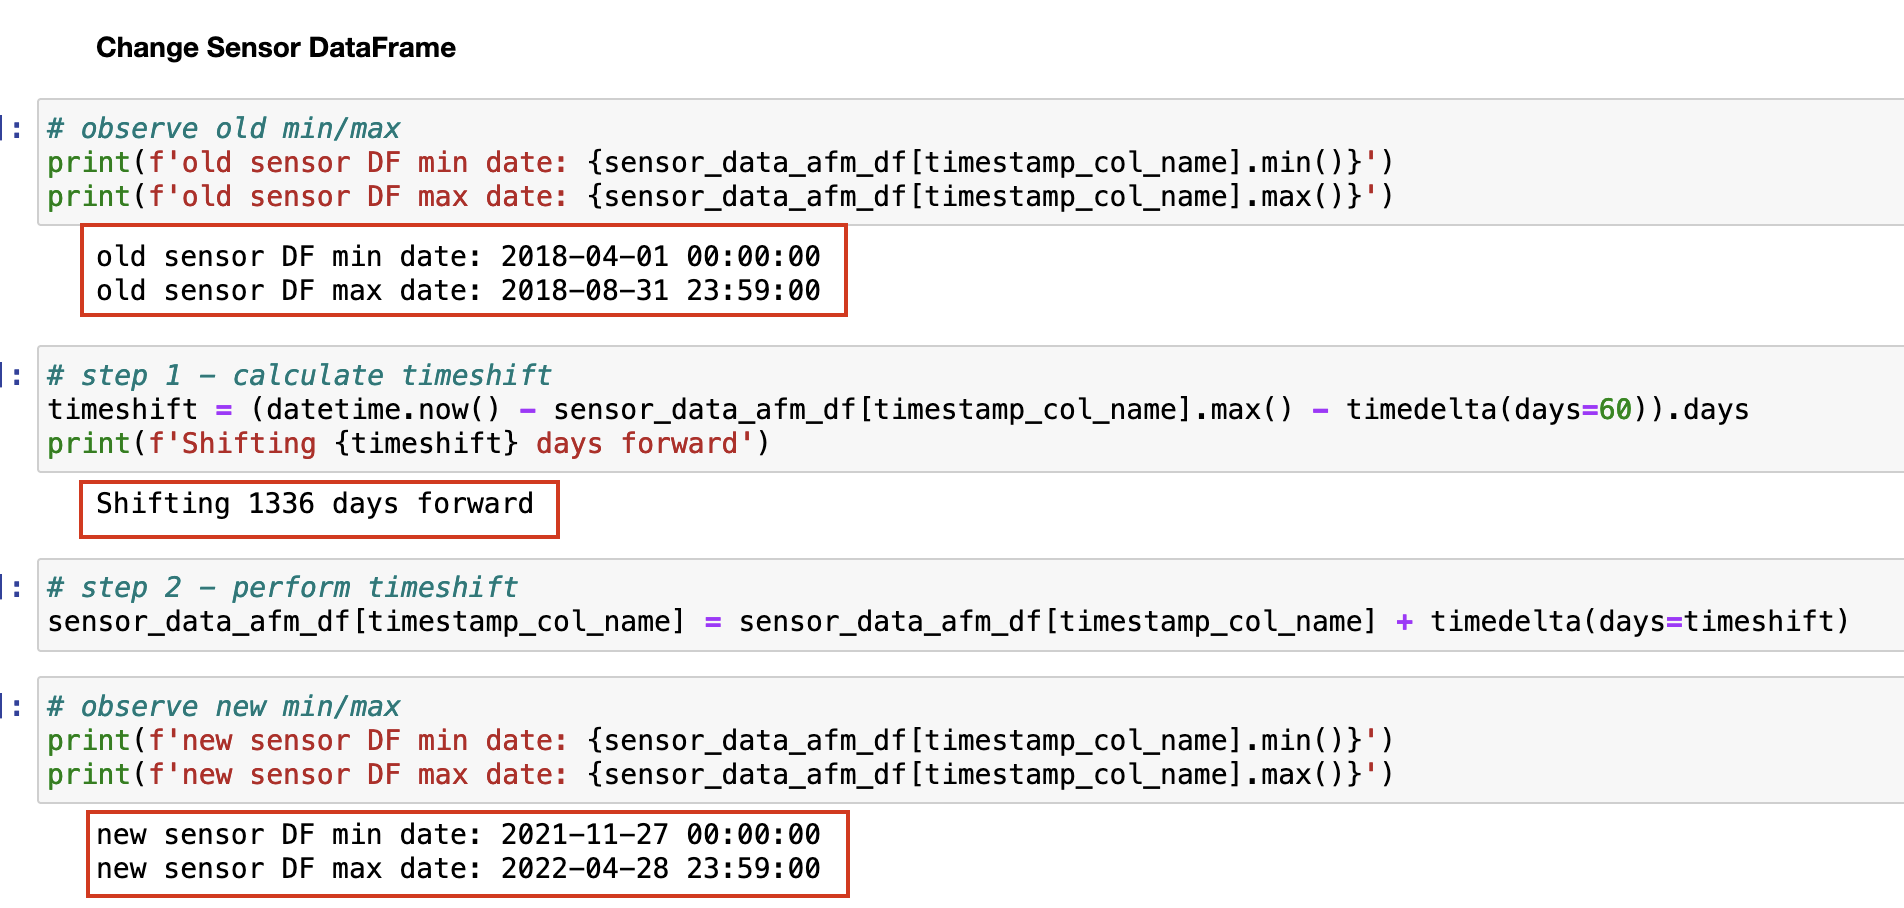 Change Sensor DataFrame
]:
# observe old min/max
print(f'old sensor DF min date: {sensor_data_afm_df[timestamp_col_name].min()}')
print(f'old sensor DF max date: {sensor_data_afm_df[timestamp_col_name].max()}')
old sensor DF min date: 2018-04-01 00:00:00
old sensor DF max date: 2018-08-31 23:59:00
]:
# step 1 - calculate timeshift
timeshift = (datetime.now() - sensor_data_afm_df[timestamp_col_name].max() - timedelta(days=60)).days
print(f'Shifting {timeshift} days forward')
Shifting 1336 days forward
]:
# step 2 - perform timeshift
sensor_data_afm_df[timestamp_col_name] = sensor_data_afm_df[timestamp_col_name] + timedelta(days=timeshift)
]:
# observe new min/max
print(f'new sensor DF min date: {sensor_data_afm_df[timestamp_col_name].min()}')
print(f'new sensor DF max date: {sensor_data_afm_df[timestamp_col_name].max()}')
new sensor DF min date: 2021-11-27 00:00:00
new sensor DF max date: 2022-04-28 23:59:00